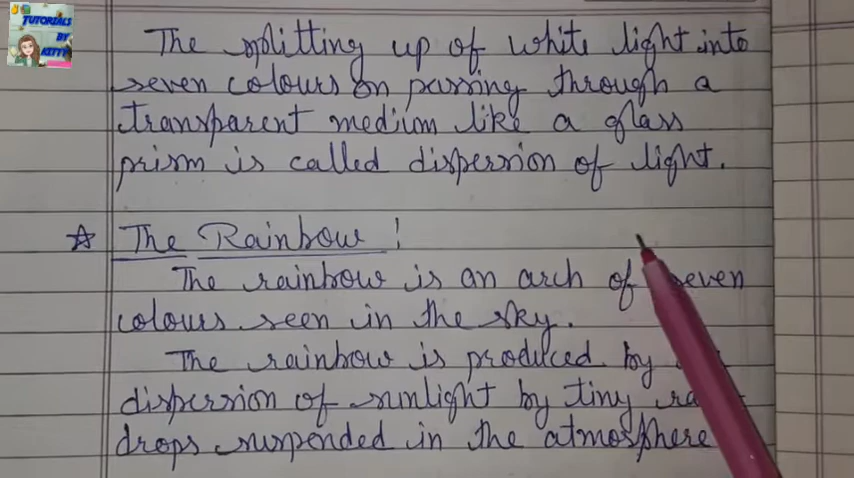 TUTORIALS
BY
KITTY
The splitting up of white light into
seven colours on passing through a
transparent medium like a glass
prism is called dispersion of light.
☆ The Rainbow :
The rainbow is an arch of seven
colours seen in the sky.
The rainbow is produced by
dispersion of sunlight by tiny
drops suspended in the atmosphere